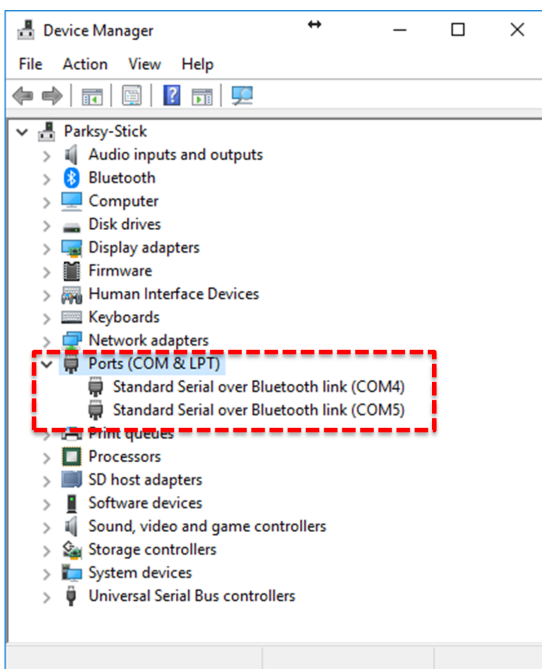 Device Manager
File Action View Help
Parksy-Stick
Audio inputs and outputs
Bluetooth
Computer
Disk drives
Display adapters
Firmware
Human Interface Devices
Keyboards
Network adapters
Ports (COM & LPT)
Standard Serial over Bluetooth link (COM4)
Standard Serial over Bluetooth link (COM5)
Print queues
Processors
SD host adapters
Software devices
Sound, video and game controllers
Storage controllers
System devices
Universal Serial Bus controllers